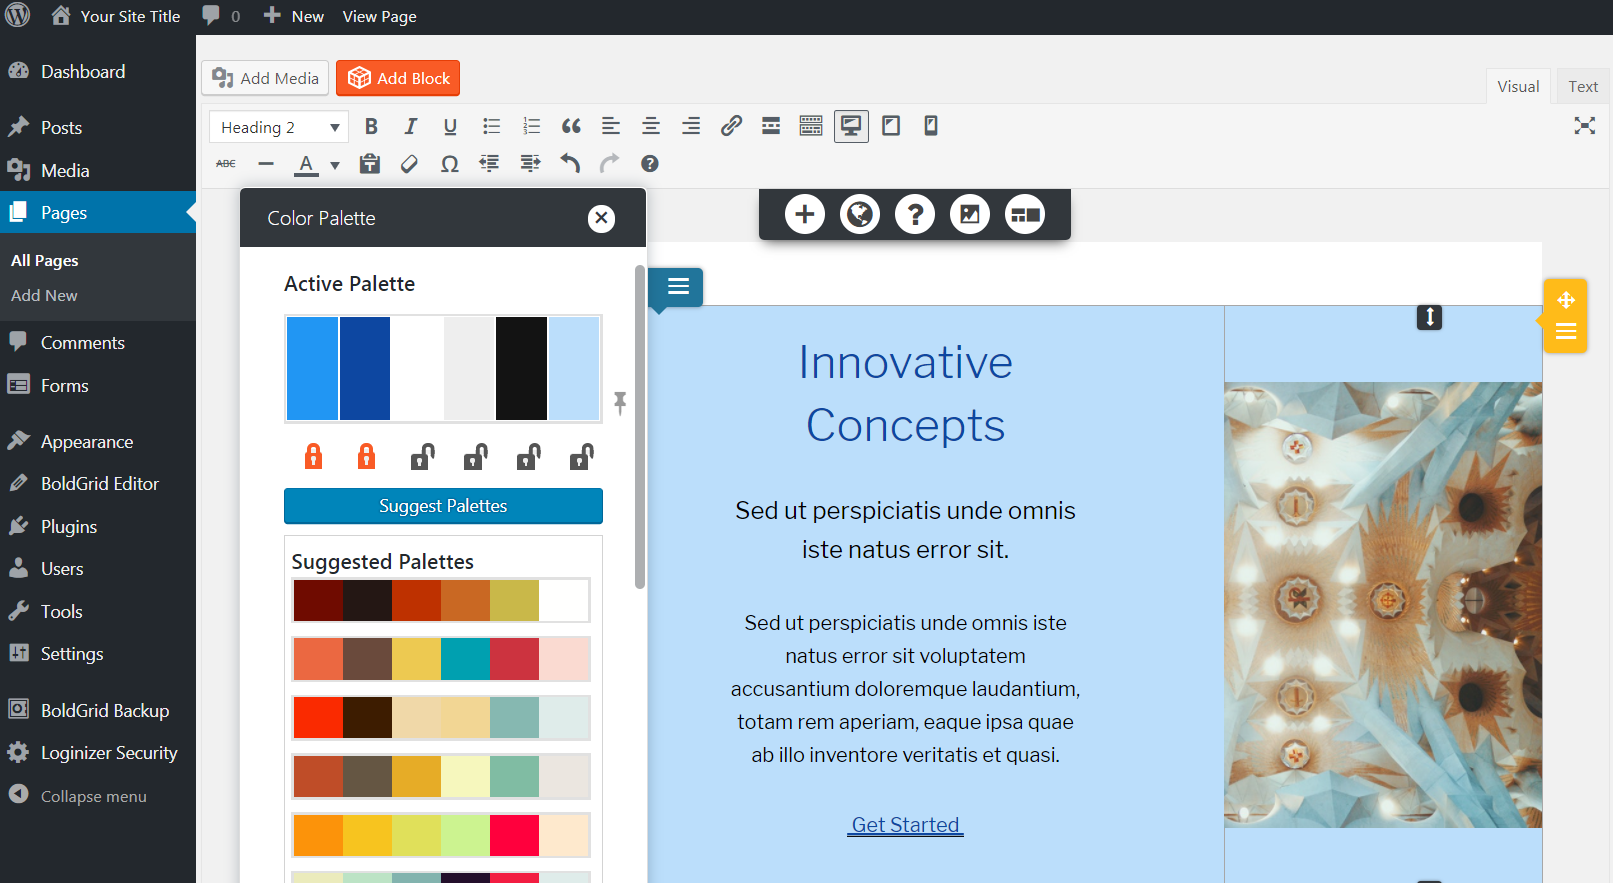 Your Site Title
0
New
View Page
Dashboard
Posts
Media
Pages
All Pages
Add New
Comments
Forms
Appearance
BoldGrid Editor
Plugins
Users
Tools
Settings
BoldGrid Backup
Loginizer Security
Collapse menu
Add Media
Add Block
Visual
Text
Heading 2
B I U
ABC
A
Ω
Color Palette
Active Palette
Suggest Palettes
Suggested Palettes
Innovative
Concepts
Sed ut perspiciatis unde omnis
iste natus error sit.
Sed ut perspiciatis unde omnis iste
natus error sit voluptatem
accusantium doloremque laudantium,
totam rem aperiam, eaque ipsa quae
ab illo inventore veritatis et quasi.
Get Started